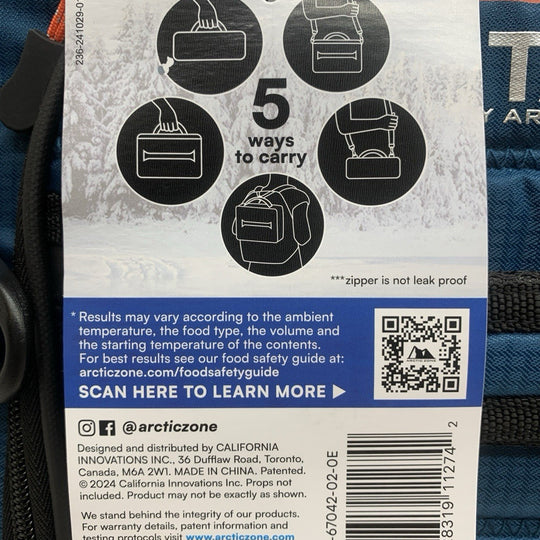 236-241029-0
5
ways
to carry
***zipper is not leak proof
* Results may vary according to the ambient
temperature, the food type, the volume and
the starting temperature of the contents.
For best results see our food safety guide at:
arcticzone.com/foodsafetyguide
SCAN HERE TO LEARN MORE
ARCTIC ZONE
@arcticzone
Designed and distributed by CALIFORNIA
INNOVATIONS INC., 36 Dufflaw Road, Toronto,
Canada, M6A 2W1. MADE IN CHINA. Patented.
© 2024 California Innovations Inc. Props not
included. Product may not be exactly as shown.
We stand behind the integrity of our products.
For warranty details, patent information and
testing protocols visit www.arcticzone.com
-67042-02-0E
8319 11274 2
T
Y AR